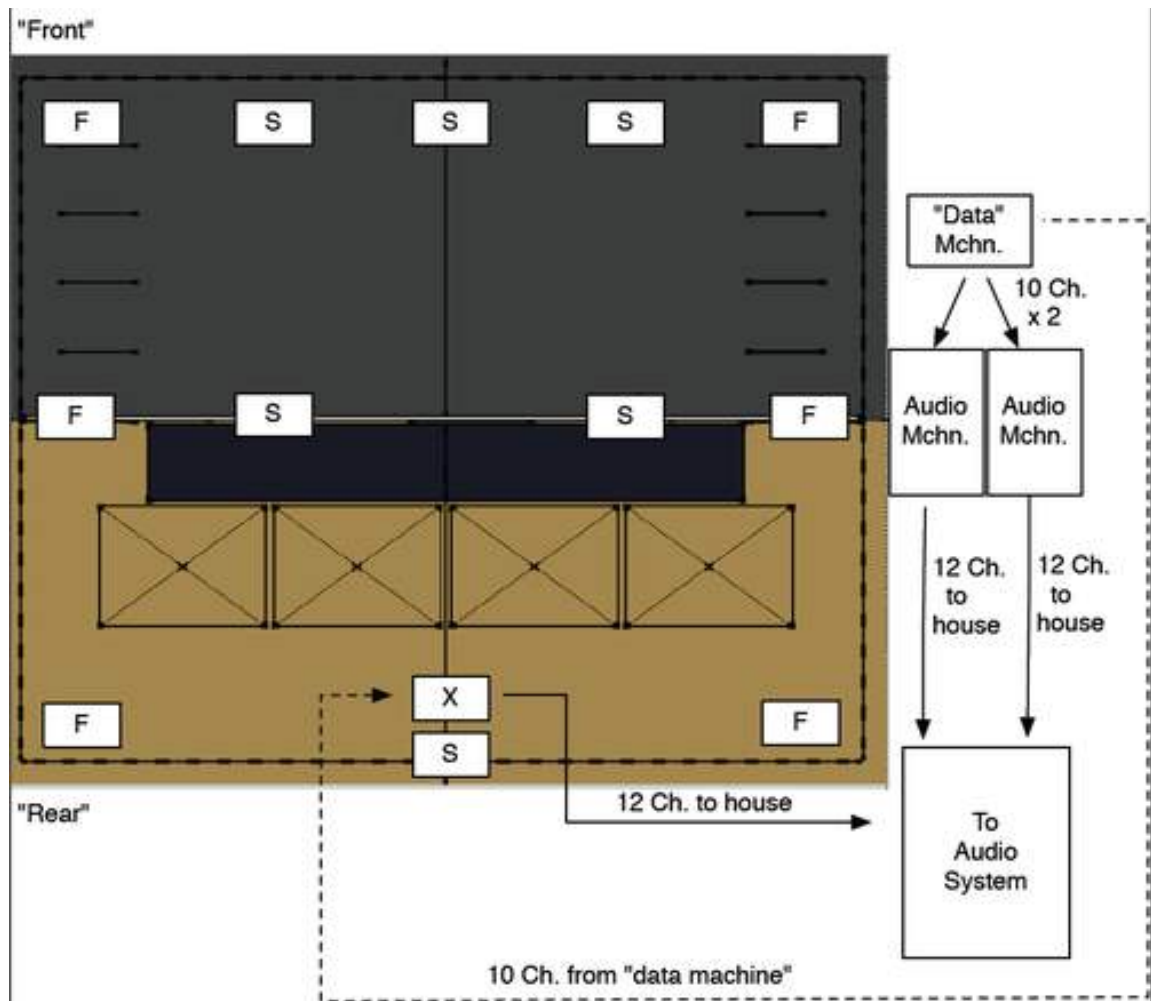 "Front"
F
S
S
S
F
"Data"
Mchn.
10 Ch.
x 2
F
S
S
F
Audio
Mchn.
Audio
Mchn.
12 Ch.
to
house
12 Ch.
to
house
X
F
F
S
"Rear"
12 Ch. to house
To
Audio
System
10 Ch. from "data machine"